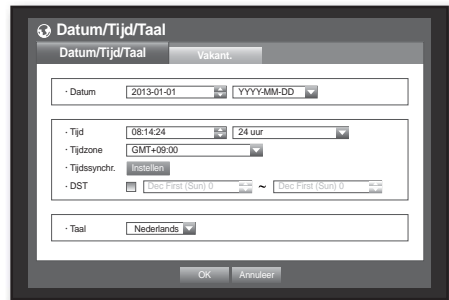 Datum/Tijd/Taal
Datum/Tijd/Taal Vakant.
· Datum 2013-01-01 YYYY-MM-DD
· Tijd 08:14:24 24 uur
· Tijdzone GMT+09:00
· Tijdssynchr. Instellen
· DST Dec First (Sun) 0 ~ Dec First (Sun) 0
· Taal Nederlands
OK Annuleer